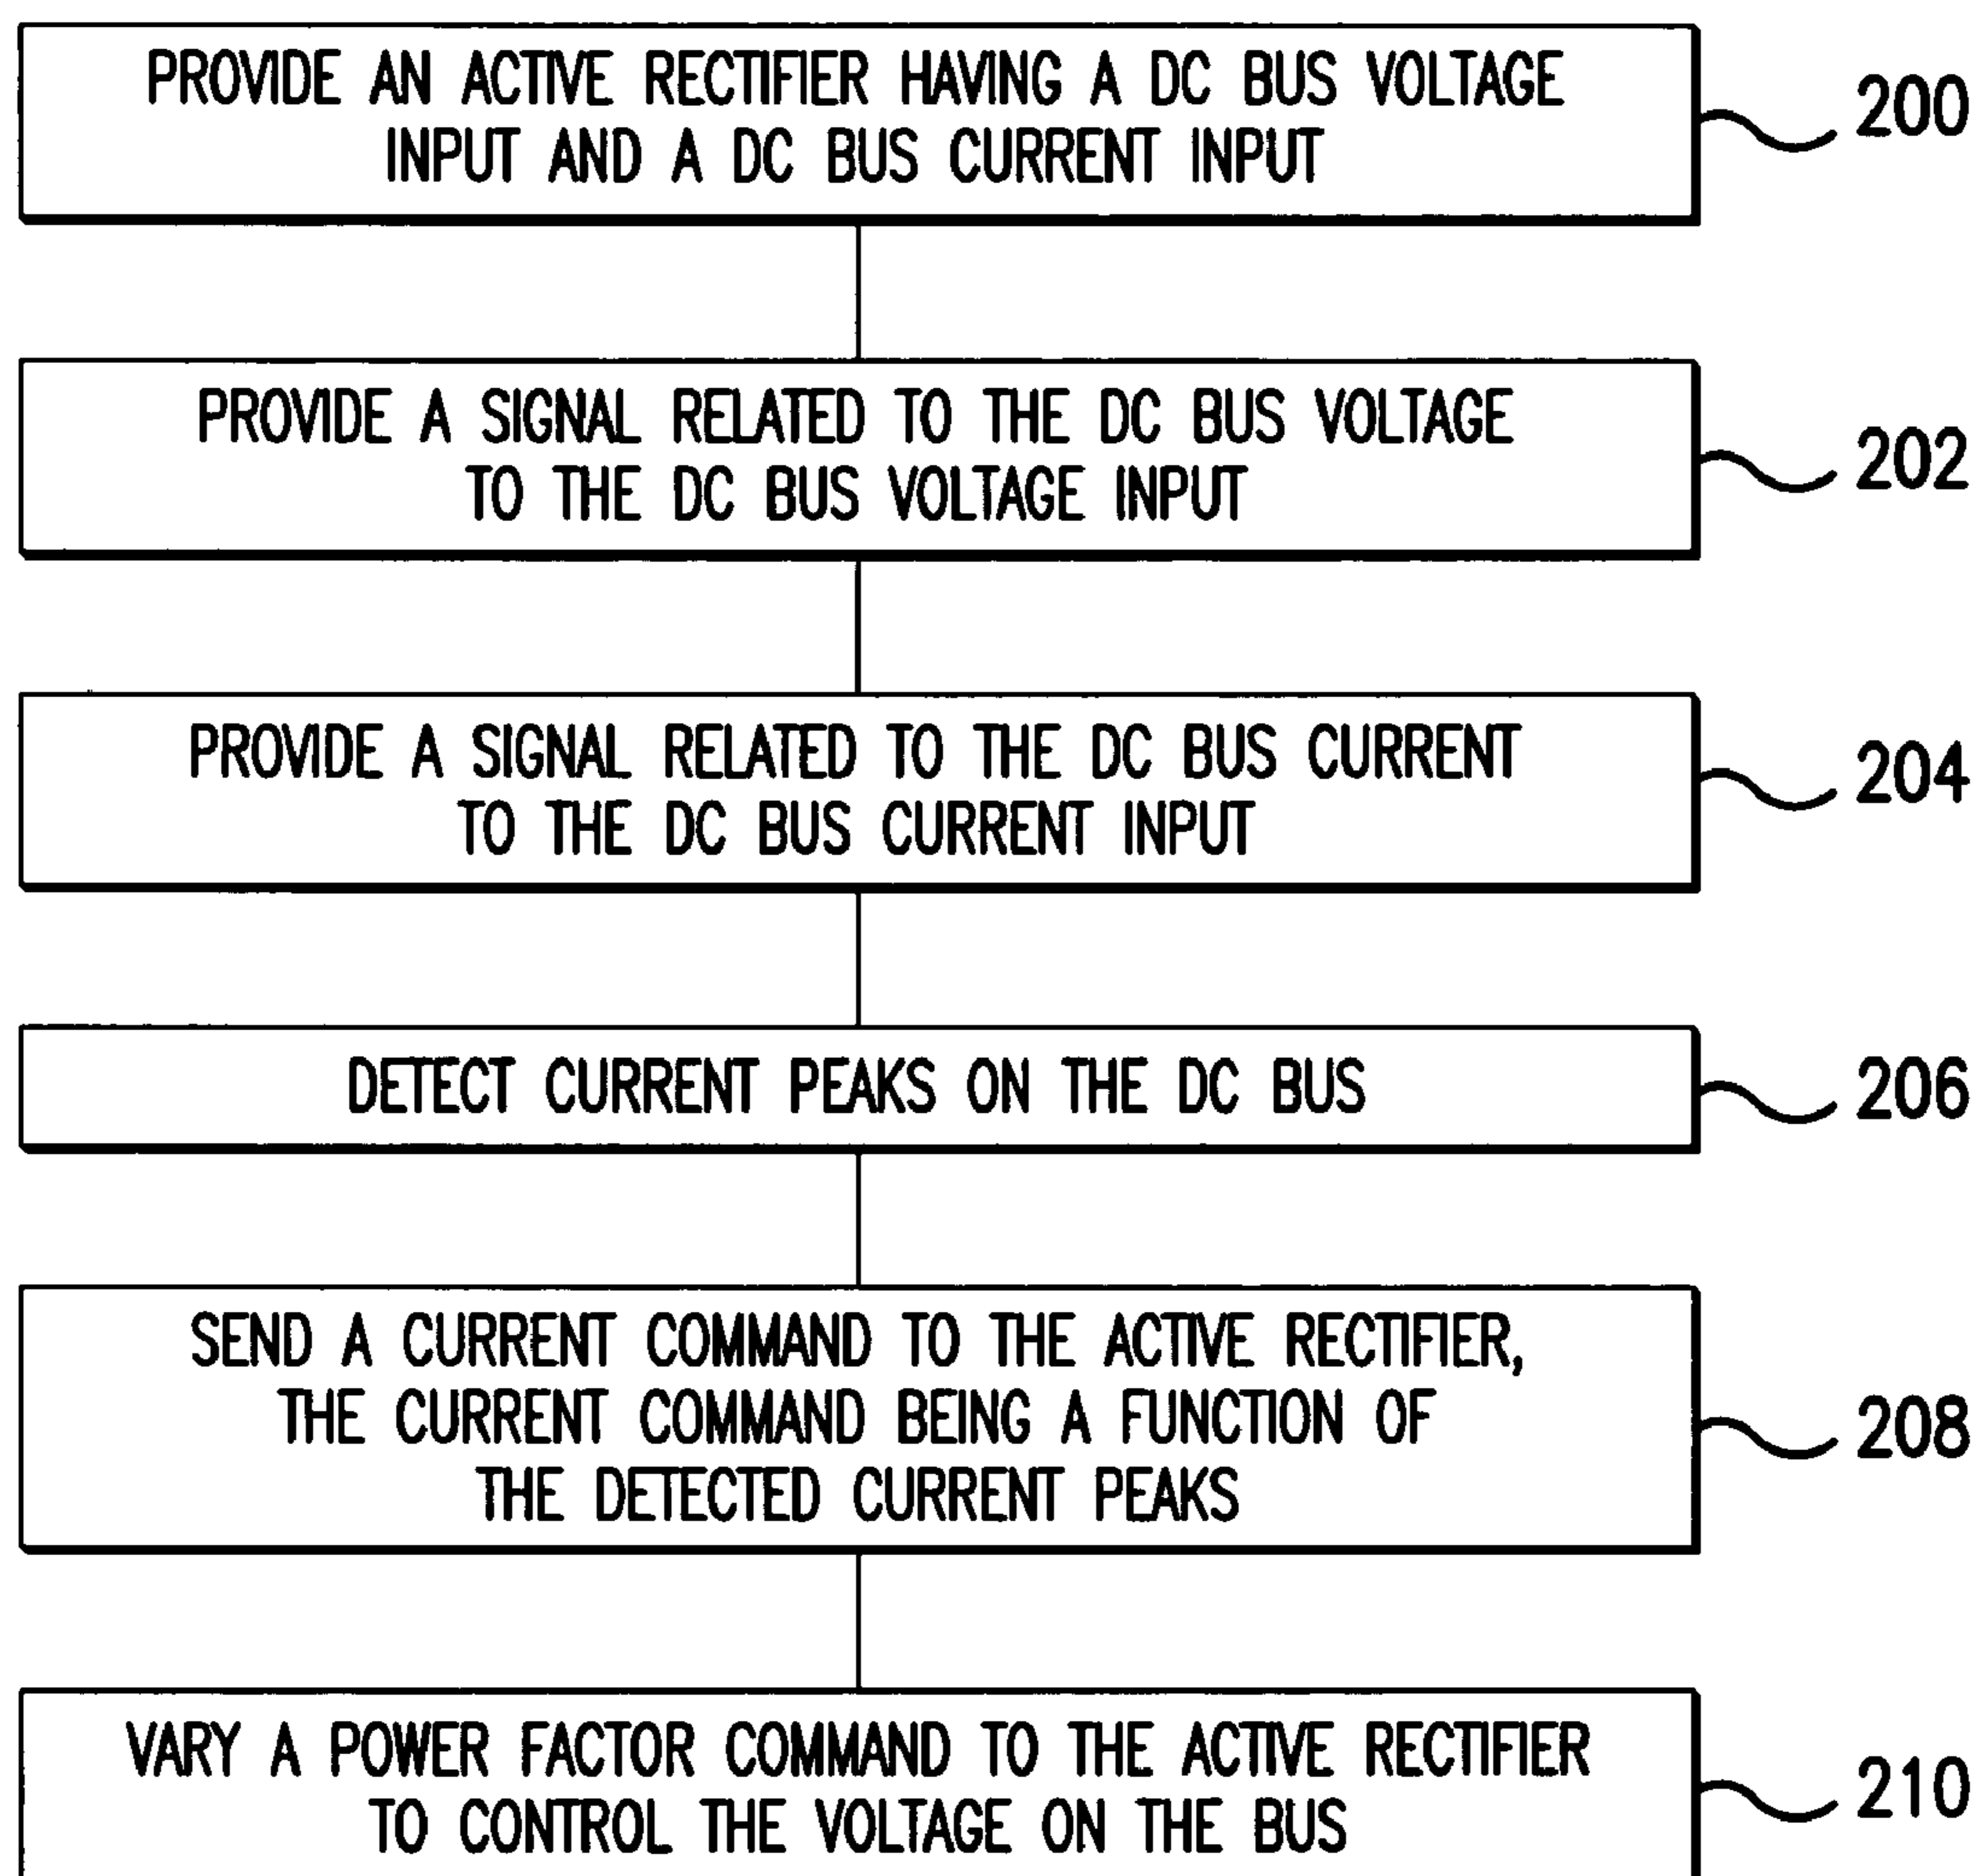 PROVIDE AN ACTIVE RECTIFIER HAVING A DC BUS VOLTAGE
INPUT AND A DC BUS CURRENT INPUT
200
PROVIDE A SIGNAL RELATED TO THE DC BUS VOLTAGE
TO THE DC BUS VOLTAGE INPUT
202
PROVIDE A SIGNAL RELATED TO THE DC BUS CURRENT
TO THE DC BUS CURRENT INPUT
204
DETECT CURRENT PEAKS ON THE DC BUS
206
SEND A CURRENT COMMAND TO THE ACTIVE RECTIFIER,
THE CURRENT COMMAND BEING A FUNCTION OF
THE DETECTED CURRENT PEAKS
208
VARY A POWER FACTOR COMMAND TO THE ACTIVE RECTIFIER
TO CONTROL THE VOLTAGE ON THE BUS
210